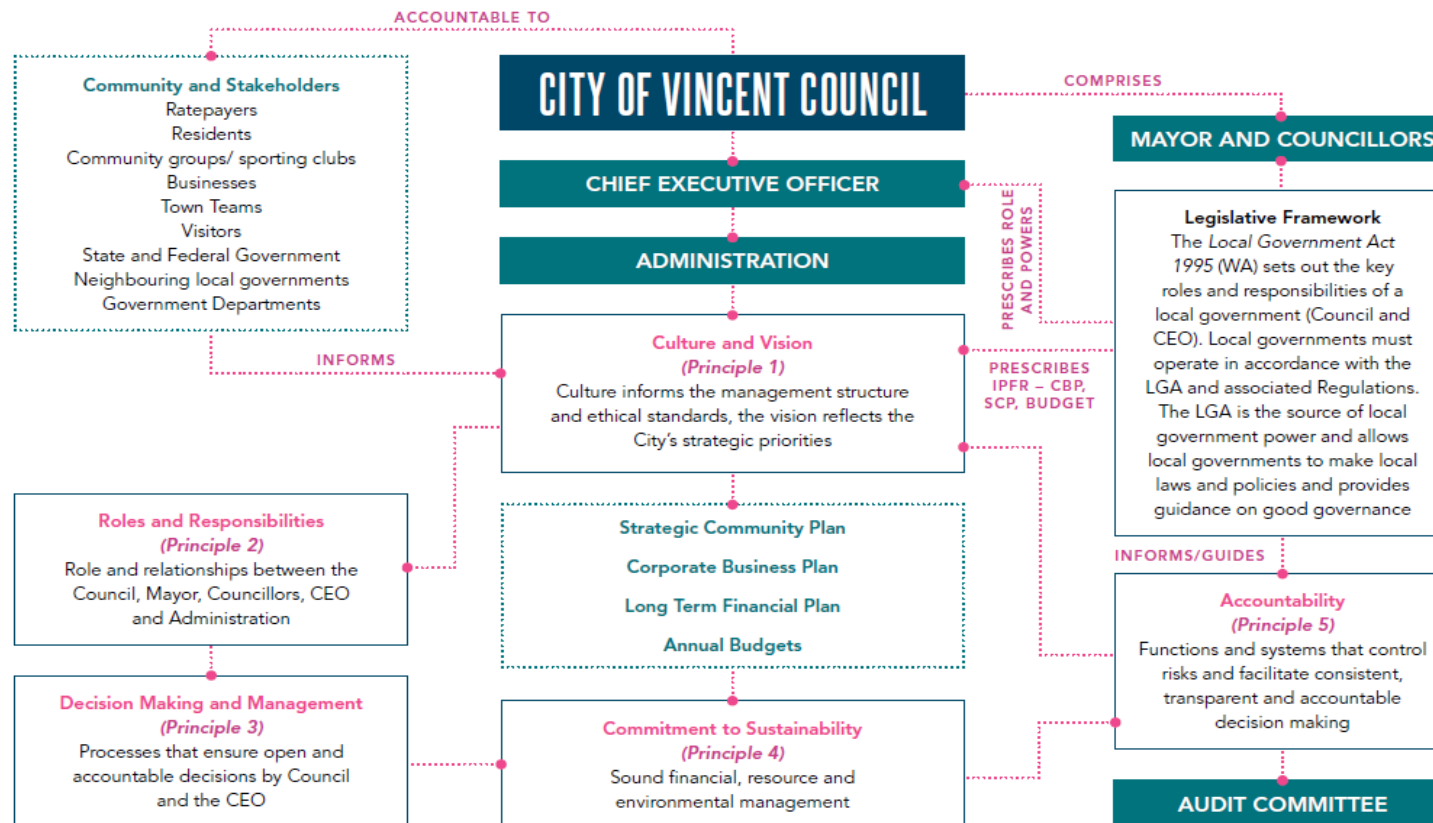 ACCOUNTABLE TO
CITY OF VINCENT COUNCIL
COMPRISES
Community and Stakeholders
Ratepayers
Residents
Community groups/ sporting clubs
Businesses
Town Teams
Visitors
State and Federal Government
Neighbouring local governments
Government Departments
MAYOR AND COUNCILLORS
CHIEF EXECUTIVE OFFICER
ADMINISTRATION
PRESCRIBES ROLE
AND POWERS
Legislative Framework
The Local Government Act
1995 (WA) sets out the key
roles and responsibilities of a
local government (Council and
CEO). Local governments must
operate in accordance with the
LGA and associated Regulations.
The LGA is the source of local
government power and allows
local governments to make local
laws and policies and provides
guidance on good governance
INFORMS
Culture and Vision
(Principle 1)
Culture informs the management structure
and ethical standards, the vision reflects the
City's strategic priorities
PRESCRIBES
IPFR – CBP,
SCP, BUDGET
Roles and Responsibilities
(Principle 2)
Role and relationships between the
Council, Mayor, Councillors, CEO
and Administration
Strategic Community Plan
Corporate Business Plan
Long Term Financial Plan
Annual Budgets
INFORMS/GUIDES
Accountability
(Principle 5)
Functions and systems that control
risks and facilitate consistent,
transparent and accountable
decision making
Decision Making and Management
(Principle 3)
Processes that ensure open and
accountable decisions by Council
and the CEO
Commitment to Sustainability
(Principle 4)
Sound financial, resource and
environmental management
AUDIT COMMITTEE